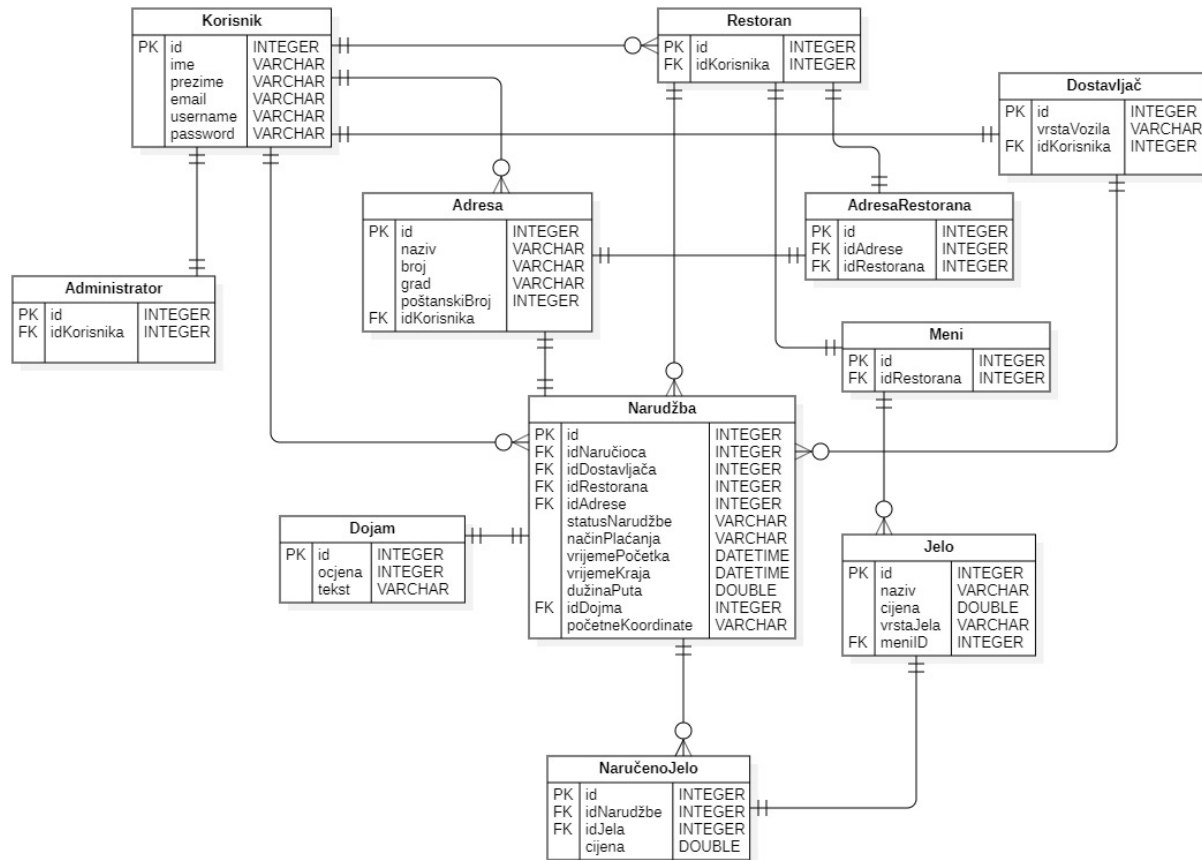 Korisnik
PK id INTEGER
ime VARCHAR
prezime VARCHAR
email VARCHAR
username VARCHAR
password VARCHAR
Restoran
PK id INTEGER
FK idKorisnika INTEGER
Dostavljač
PK id INTEGER
vrstaVozila VARCHAR
FK idKorisnika INTEGER
Adresa
PK id INTEGER
naziv VARCHAR
broj VARCHAR
grad VARCHAR
poštanskiBroj INTEGER
FK idKorisnika
AdresaRestorana
PK id INTEGER
FK idAdrese INTEGER
FK idRestorana INTEGER
Administrator
PK id INTEGER
FK idKorisnika INTEGER
Meni
PK id INTEGER
FK idRestorana INTEGER
Narudžba
PK id INTEGER
FK idNaručioca INTEGER
FK idDostavljača INTEGER
FK idRestorana INTEGER
FK idAdrese INTEGER
statusNarudžbe VARCHAR
načinPlaćanja VARCHAR
vrijemePočetka DATETIME
vrijemeKraja DATETIME
dužinaPuta DOUBLE
FK idDojma INTEGER
početneKoordinate VARCHAR
Dojam
PK id INTEGER
ocjena INTEGER
tekst VARCHAR
Jelo
PK id INTEGER
naziv VARCHAR
cijena DOUBLE
vrstaJela VARCHAR
FK meniID INTEGER
NaručenoJelo
PK id INTEGER
FK idNarudžbe INTEGER
FK idJela INTEGER
cijena DOUBLE